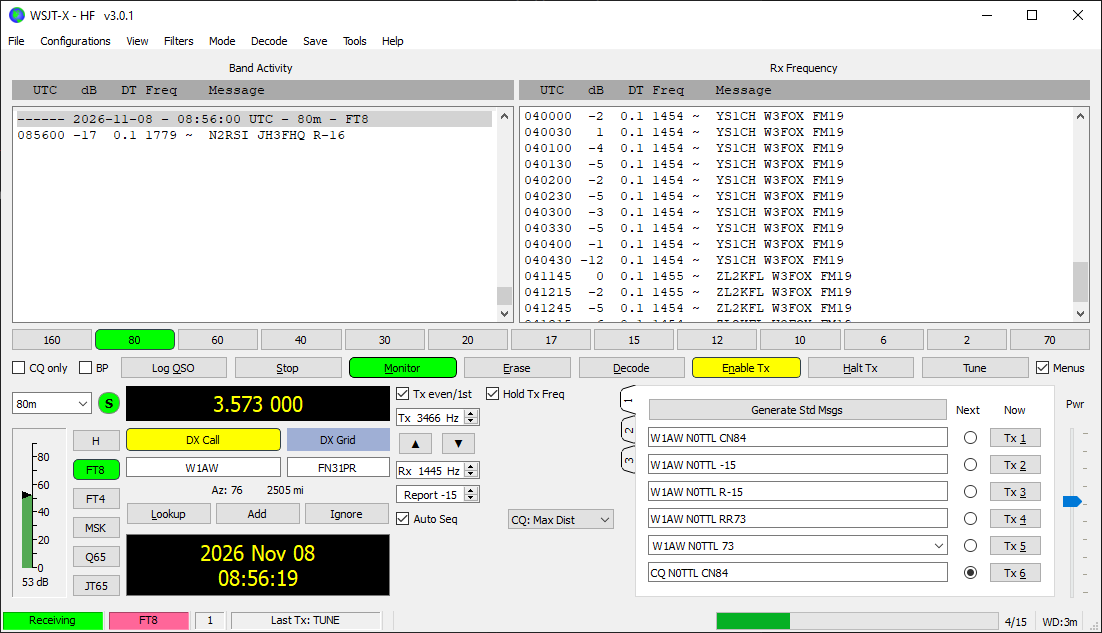 WSJT-X - HF v3.0.1
File Configurations View Filters Mode Decode Save Tools Help
Band Activity
UTC dB DT Freq Message
------ 2026-11-08 - 08:56:00 UTC - 80m - FT8
085600 -17 0.1 1779 ~ N2RSI JH3FHQ R-16
Rx Frequency
UTC dB DT Freq Message
040000 -2 0.1 1454 ~ YS1CH W3FOX FM19
040030 1 0.1 1454 ~ YS1CH W3FOX FM19
040100 -4 0.1 1454 ~ YS1CH W3FOX FM19
040130 -5 0.1 1454 ~ YS1CH W3FOX FM19
040200 -2 0.1 1454 ~ YS1CH W3FOX FM19
040230 -5 0.1 1454 ~ YS1CH W3FOX FM19
040300 -3 0.1 1454 ~ YS1CH W3FOX FM19
040330 -5 0.1 1454 ~ YS1CH W3FOX FM19
040400 -1 0.1 1454 ~ YS1CH W3FOX FM19
040430 -12 0.1 1454 ~ YS1CH W3FOX FM19
041145 0 0.1 1455 ~ ZL2KFL W3FOX FM19
041215 -2 0.1 1455 ~ ZL2KFL W3FOX FM19
041245 -5 0.1 1455 ~ ZL2KFL W3FOX FM19
160 80 60 40 30 20 17 15 12 10 6 2 70
CQ only BP Log QSO Stop Monitor Erase Decode Enable Tx Halt Tx Tune Menus
80m S 3.573 000
Tx even/1st Hold Tx Freq
Tx 3466 Hz
H DX Call DX Grid
FT8 W1AW FN31PR
Rx 1445 Hz
Az: 76 2505 mi
Report -15
FT4
Lookup Add Ignore
Auto Seq CQ: Max Dist
MSK
Q65
JT65
2026 Nov 08
08:56:19
80
60
40
20
0
53 dB
1
2
3
Generate Std Msgs Next Now Pwr
W1AW N0TTL CN84 Tx 1
W1AW N0TTL -15 Tx 2
W1AW N0TTL R-15 Tx 3
W1AW N0TTL RR73 Tx 4
W1AW N0TTL 73 Tx 5
CQ N0TTL CN84 Tx 6
Receiving FT8 1 Last Tx: TUNE 4/15 WD:3m